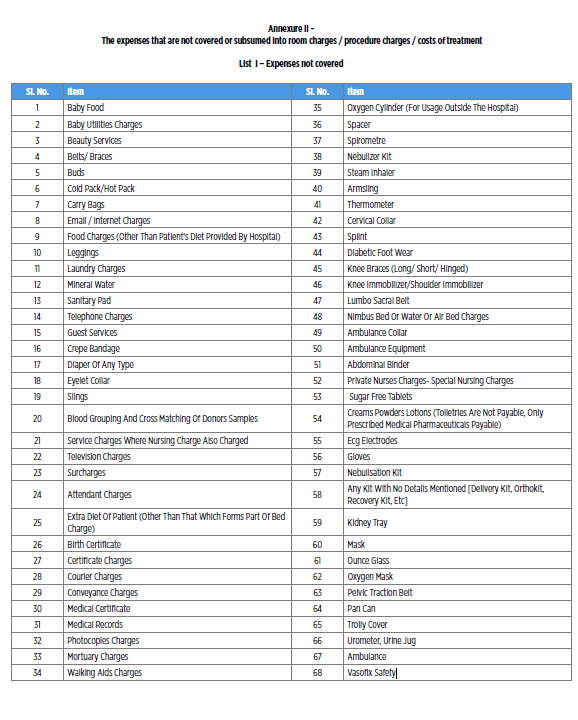 Annexure II –
The expenses that are not covered or subsumed into room charges / procedure charges / costs of treatment
List I – Expenses not covered
Sl. No. Item Sl. No. Item
1 Baby Food 35 Oxygen Cylinder (For Usage Outside The Hospital)
2 Baby Utilities Charges 36 Spacer
3 Beauty Services 37 Spirometre
4 Belts/ Braces 38 Nebulizer Kit
5 Buds 39 Steam Inhaler
6 Cold Pack/Hot Pack 40 Armsling
7 Carry Bags 41 Thermometer
8 Email / Internet Charges 42 Cervical Collar
9 Food Charges (Other Than Patient's Diet Provided By Hospital) 43 Splint
10 Leggings 44 Diabetic Foot Wear
11 Laundry Charges 45 Knee Braces (Long/ Short/ Hinged)
12 Mineral Water 46 Knee Immobilizer/Shoulder Immobilizer
13 Sanitary Pad 47 Lumbo Sacral Belt
14 Telephone Charges 48 Nimbus Bed Or Water Or Air Bed Charges
15 Guest Services 49 Ambulance Collar
16 Crepe Bandage 50 Ambulance Equipment
17 Diaper Of Any Type 51 Abdominal Binder
18 Eyelet Collar 52 Private Nurses Charges- Special Nursing Charges
19 Slings 53 Sugar Free Tablets
20 Blood Grouping And Cross Matching Of Donors Samples 54 Creams Powders Lotions (Toiletries Are Not Payable, Only
Prescribed Medical Pharmaceuticals Payable)
21 Service Charges Where Nursing Charge Also Charged 55 Ecg Electrodes
22 Television Charges 56 Gloves
23 Surcharges 57 Nebulisation Kit
24 Attendant Charges 58 Any Kit With No Details Mentioned [Delivery Kit, Orthokit,
Recovery Kit, Etc]
25 Extra Diet Of Patient (Other Than That Which Forms Part Of Bed
Charge) 59 Kidney Tray
26 Birth Certificate 60 Mask
27 Certificate Charges 61 Ounce Glass
28 Courier Charges 62 Oxygen Mask
29 Conveyance Charges 63 Pelvic Traction Belt
30 Medical Certificate 64 Pan Can
31 Medical Records 65 Trolly Cover
32 Photocopies Charges 66 Urometer, Urine Jug
33 Mortuary Charges 67 Ambulance
34 Walking Aids Charges 68 Vasofix Safety